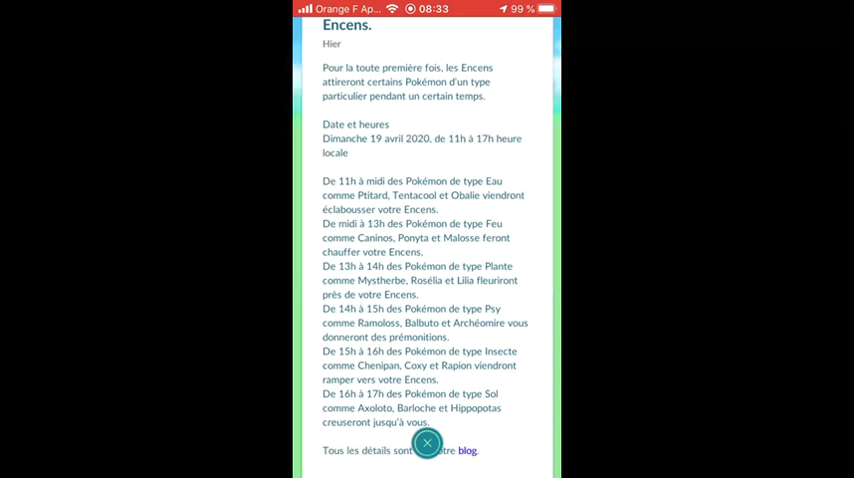 Orange F Ap... 08:33 99 %
Encens.
Hier
Pour la toute première fois, les Encens
attireront certains Pokémon d'un type
particulier pendant un certain temps.
Date et heures
Dimanche 19 avril 2020, de 11h à 17h heure
locale
De 11h à midi des Pokémon de type Eau
comme Ptitard, Tentacool et Obalie viendront
éclabousser votre Encens.
De midi à 13h des Pokémon de type Feu
comme Caninos, Ponyta et Malosse feront
chauffer votre Encens.
De 13h à 14h des Pokémon de type Plante
comme Mystherbe, Rosélia et Lilia fleuriront
près de votre Encens.
De 14h à 15h des Pokémon de type Psy
comme Ramoloss, Balbuto et Archéomire vous
donneront des prémonitions.
De 15h à 16h des Pokémon de type Insecte
comme Chenipan, Coxy et Rapion viendront
ramper vers votre Encens.
De 16h à 17h des Pokémon de type Sol
comme Axoloto, Barloche et Hippopotas
creuseront jusqu'à vous.
Tous les détails sont otre blog.